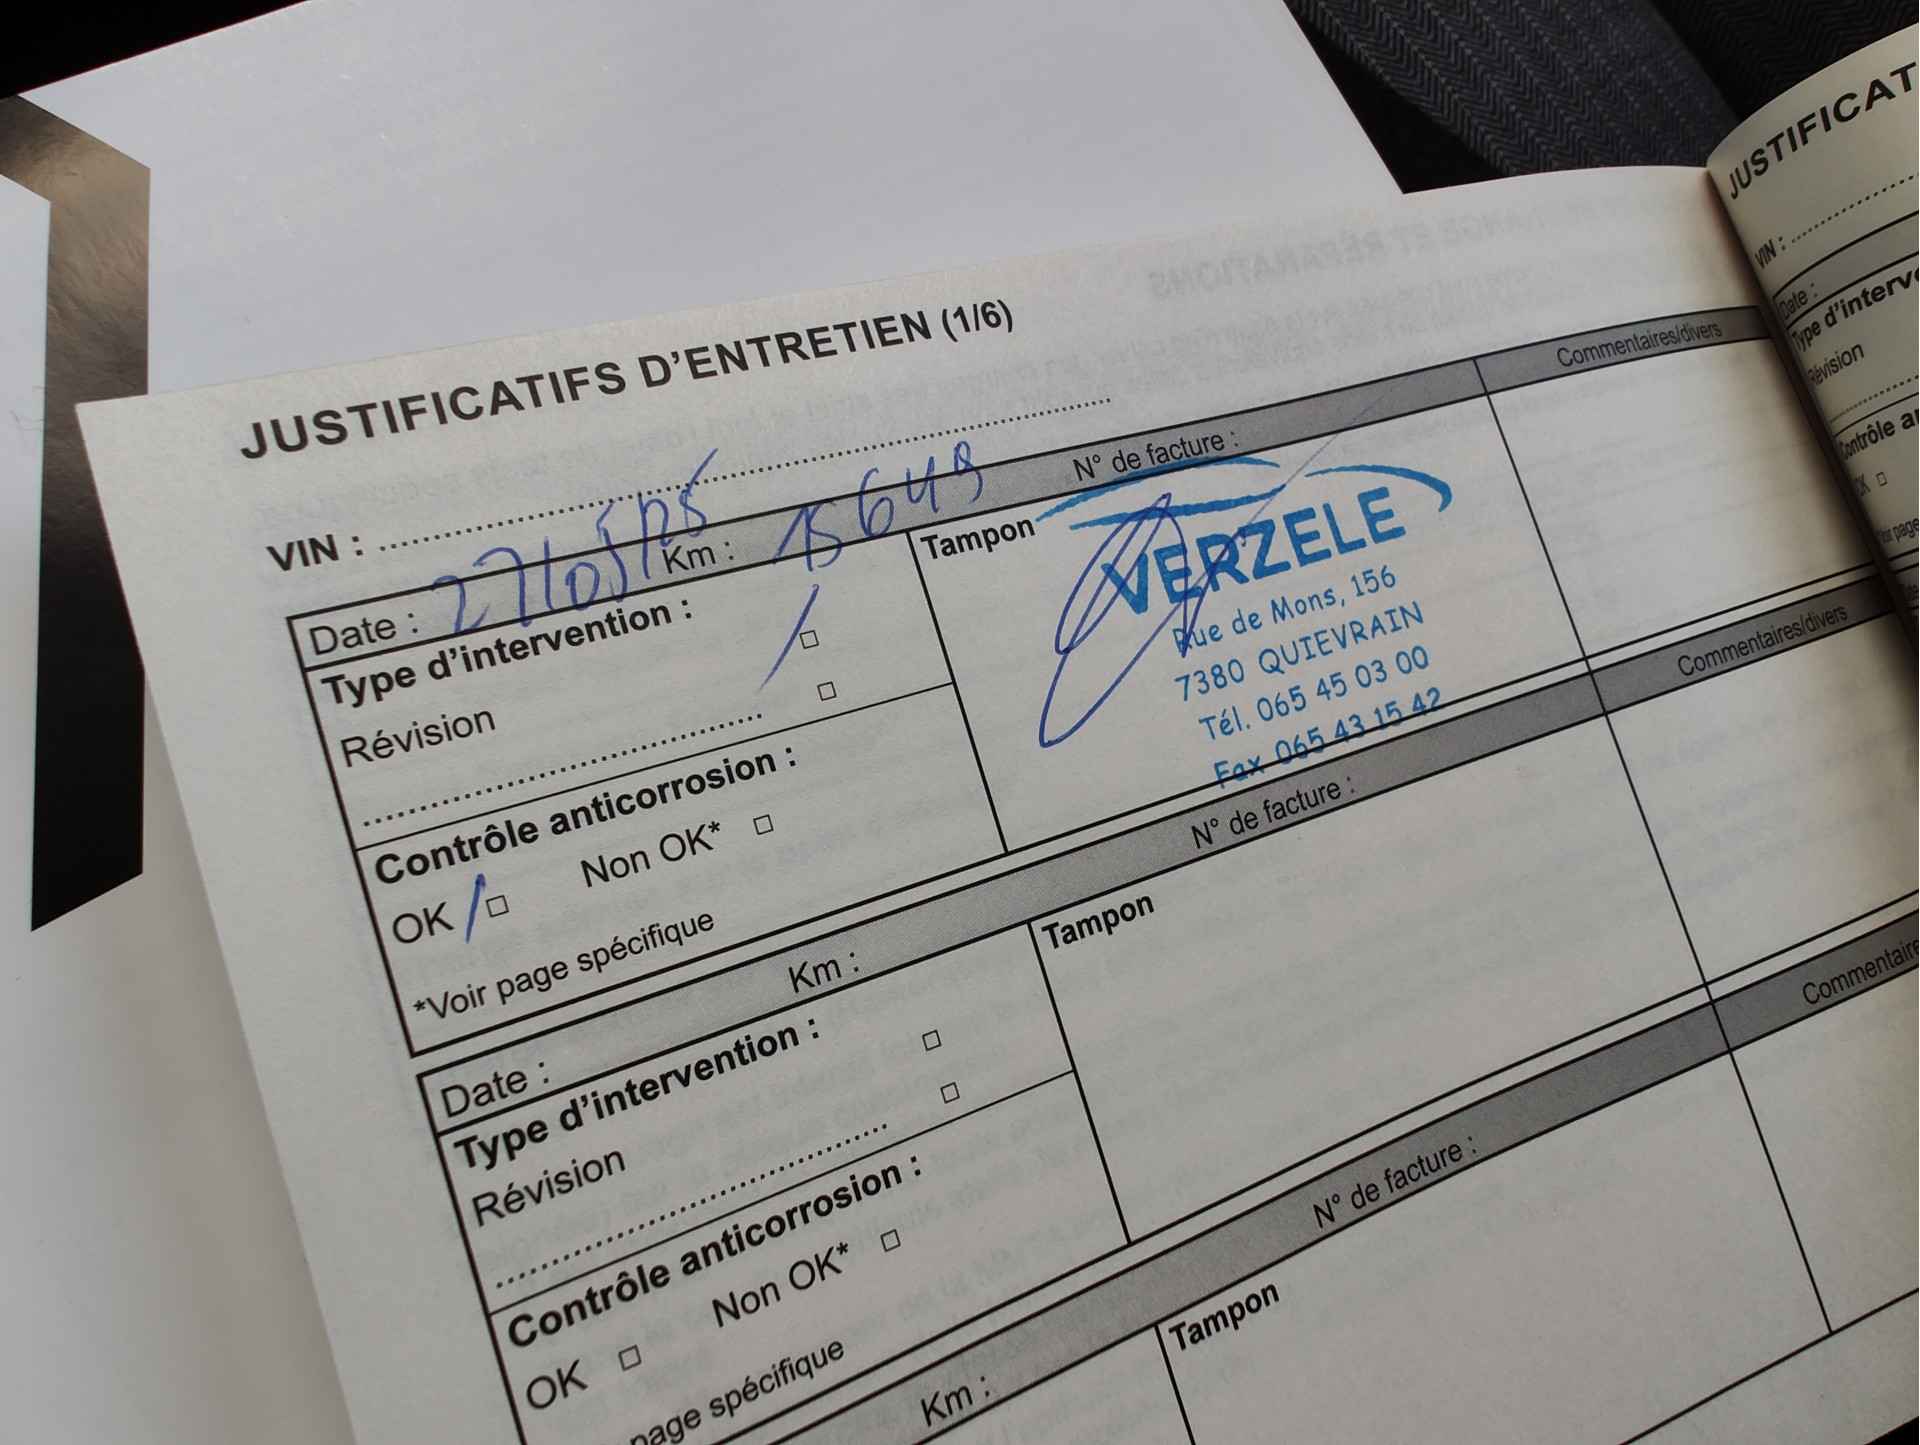 JUSTIFICATIFS D'ENTRETIEN (1/6)
VIN :
Date : 27/05/25 Km : 15649 N° de facture : Commentaires/divers
Type d'intervention :
Révision
Contrôle anticorrosion :
OK Non OK*
*Voir page spécifique
Tampon
VERZELE
Rue de Mons, 156
7380 QUIEVRAIN
Tél. 065 45 03 00
Fax 065 43 15 42
Date : Km : N° de facture : Commentaires/divers
Type d'intervention :
Révision
Contrôle anticorrosion :
OK Non OK*
page spécifique
Tampon
Km : N° de facture : Commentaire
Tampon
JUSTIFICAT
VIN :
Date :
Type d'interv
Révision
Contrôle a
OK